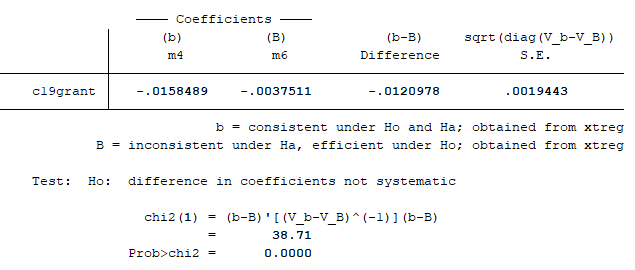 Coefficients
(b) (B) (b-B) sqrt(diag(V_b-V_B))
m4 m6 Difference S.E.
c19grant -.0158489 -.0037511 -.0120978 .0019443
b = consistent under Ho and Ha; obtained from xtreg
B = inconsistent under Ha, efficient under Ho; obtained from xtreg
Test: Ho: difference in coefficients not systematic
chi2(1) = (b-B)'[(V_b-V_B)^(-1)](b-B)
= 38.71
Prob>chi2 = 0.0000